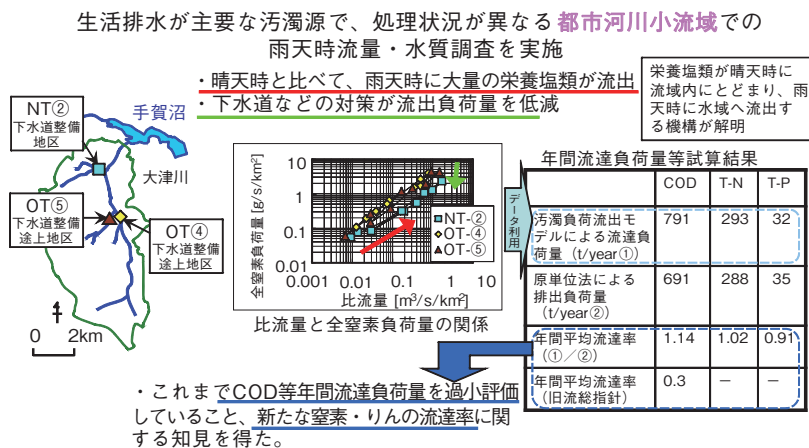 生活排水が主要な汚濁源で、処理状況が異なる都市河川小流域での
雨天時流量・水質調査を実施
・晴天時と比べて、雨天時に大量の栄養塩類が流出
・下水道などの対策が流出負荷量を低減
栄養塩類が晴天時に
流域内にとどまり、雨
天時に水域へ流出す
る機構が解明
NT②
下水道整備
地区
手賀沼
大津川
OT⑤
下水道整備
途上地区
OT④
下水道整備
途上地区
0 2km
全窒素負荷量 [g/s/km²]
10
1
0.1
0.01
0.001 0.01 0.1 1 10
NT-②
OT-④
OT-⑤
比流量 [m³/s/km²]
比流量と全窒素負荷量の関係
データ利用
年間流達負荷量等試算結果
COD T-N T-P
汚濁負荷流出モ
デルによる流達負
荷量（t/year①） 791 293 32
原単位法による
排出負荷量
（t/year②） 691 288 35
年間平均流達率
（①／②） 1.14 1.02 0.91
年間平均流達率
（旧流総指針） 0.3 － －
・これまでCOD等年間流達負荷量を過小評価
していること、新たな窒素・りんの流達率に関
する知見を得た。